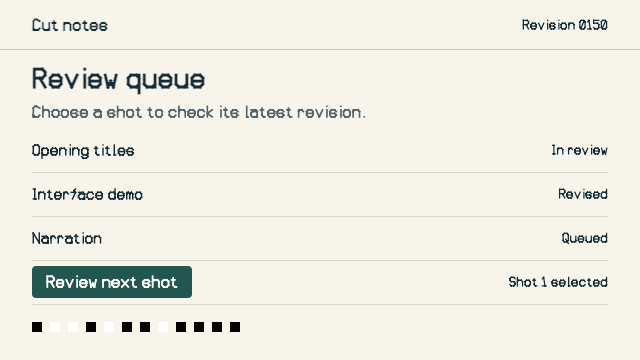 Cut notes
Revision 0150
Review queue
Choose a shot to check its latest revision.
Opening titles
In review
Interface demo
Revised
Narration
Queued
Review next shot
Shot 1 selected